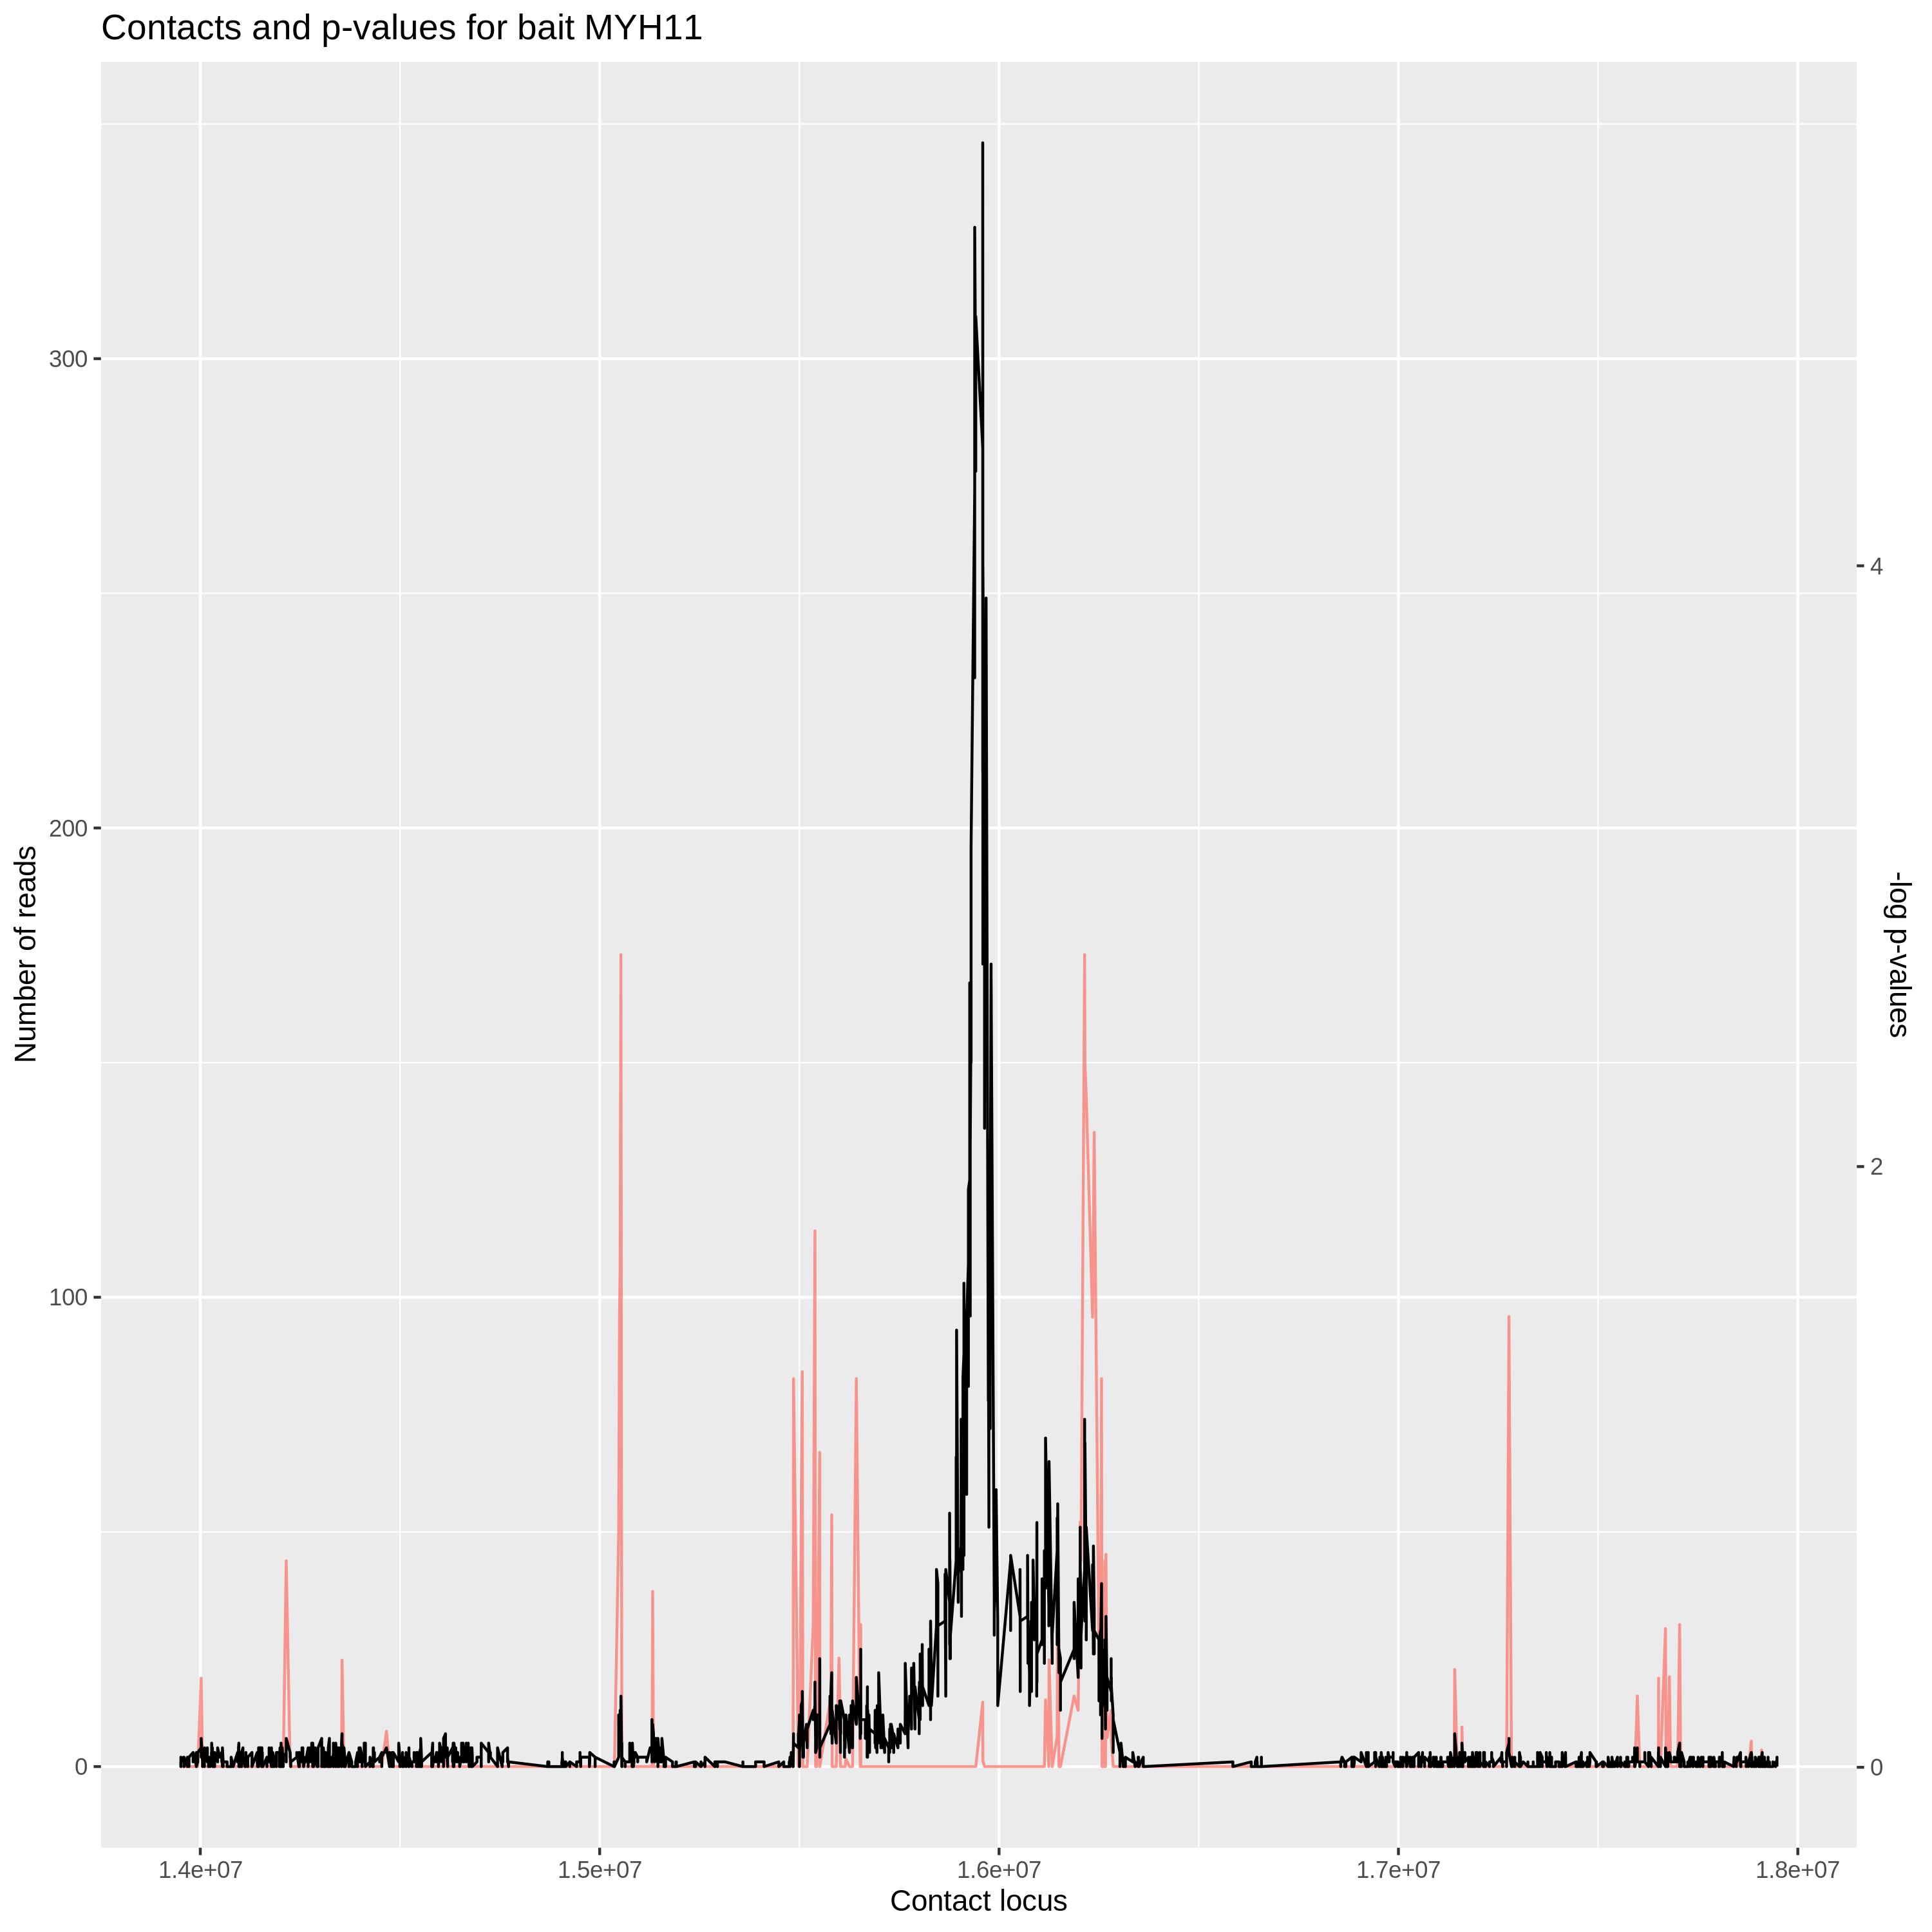 Contacts and p-values for bait MYH11
300
200
100
0
Number of reads
4
2
0
-log p-values
1.4e+07
1.5e+07
1.6e+07
1.7e+07
1.8e+07
Contact locus